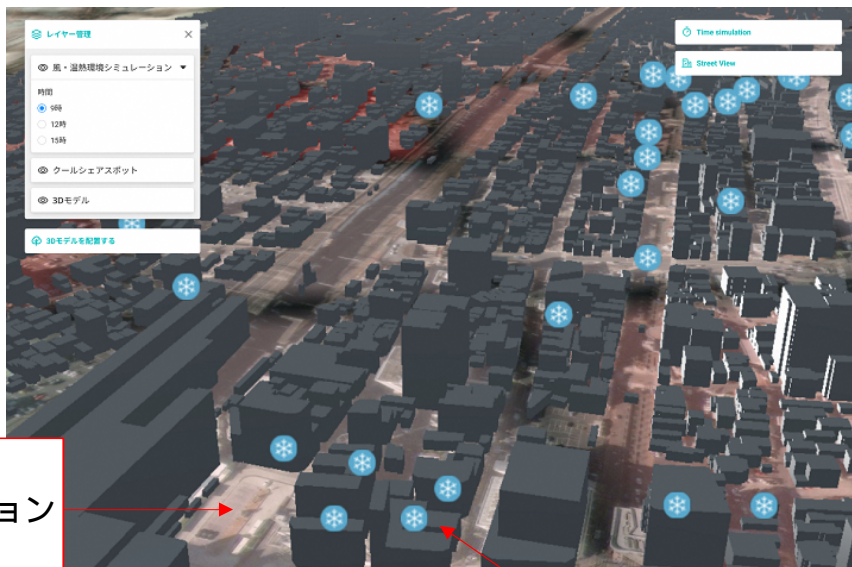 レイヤー管理
風・温熱環境シミュレーション
時間
9時
12時
15時
クールシェアスポット
3Dモデル
3Dモデルを配置する
Time simulation
Street View
ョン